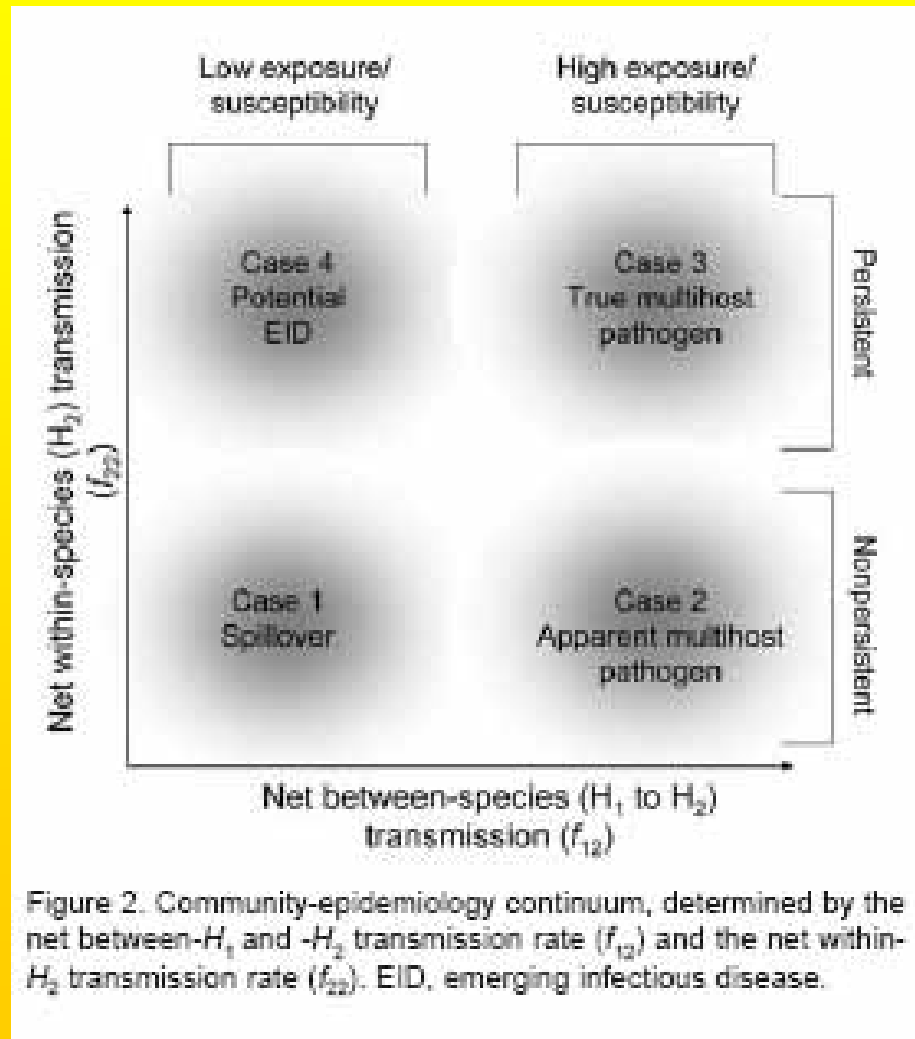 Low exposure/
susceptibility
High exposure/
susceptibility
Net within-species (H₂) transmission
(f₂₂)
Case 4
Potential
EID
Case 3
True multihost
pathogen
Persistent
Case 1
Spillover
Case 2
Apparent multihost
pathogen
Nonpersistent
Net between-species (H₁ to H₂)
transmission (f₁₂)
Figure 2. Community-epidemiology continuum, determined by the
net between-H₁ and -H₂ transmission rate (f₁₂) and the net within-
H₂ transmission rate (f₂₂). EID, emerging infectious disease.